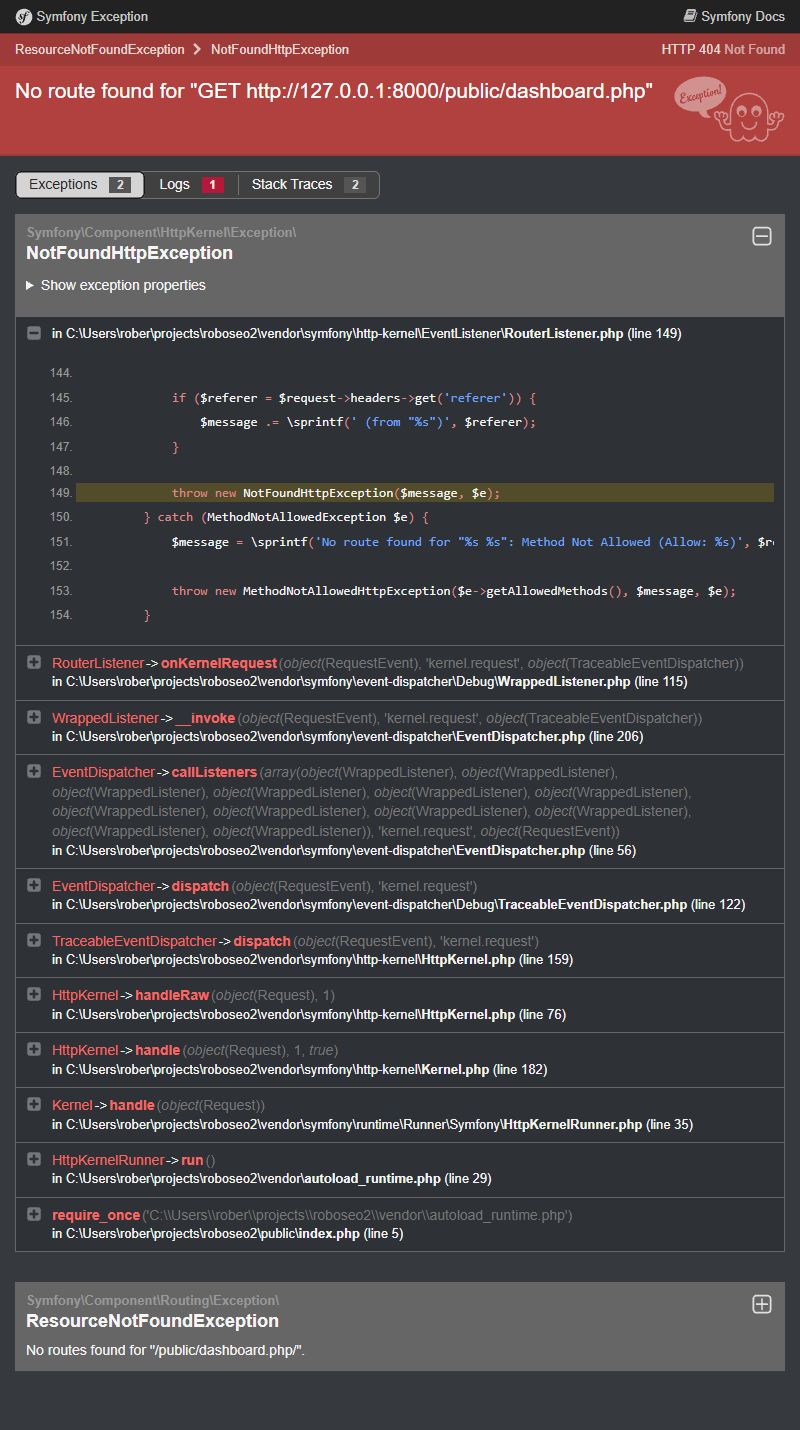 Symfony Exception
Symfony Docs
ResourceNotFoundException > NotFoundHttpException
HTTP 404 Not Found
No route found for "GET http://127.0.0.1:8000/public/dashboard.php"
Exception!
Exceptions 2
Logs 1
Stack Traces 2
Symfony\Component\HttpKernel\Exception\
NotFoundHttpException
Show exception properties
in C:\Users\rober\projects\roboseo2\vendor\symfony\http-kernel\EventListener\RouterListener.php (line 149)
144.
145. if ($referer = $request->headers->get('referer')) {
146. $message .= \sprintf(' (from "%s")', $referer);
147. }
148.
149. throw new NotFoundHttpException($message, $e);
150. } catch (MethodNotAllowedException $e) {
151. $message = \sprintf('No route found for "%s %s": Method Not Allowed (Allow: %s)',
152.
153. throw new MethodNotAllowedHttpException($e->getAllowedMethods(), $message, $e);
154. }
RouterListener->onKernelRequest(object(RequestEvent), 'kernel.request', object(TraceableEventDispatcher))
in C:\Users\rober\projects\roboseo2\vendor\symfony\event-dispatcher\Debug\WrappedListener.php (line 115)
WrappedListener->__invoke(object(RequestEvent), 'kernel.request', object(TraceableEventDispatcher))
in C:\Users\rober\projects\roboseo2\vendor\symfony\event-dispatcher\EventDispatcher.php (line 206)
EventDispatcher->callListeners(array(object(WrappedListener), object(WrappedListener),
object(WrappedListener), object(WrappedListener), object(WrappedListener), object(WrappedListener),
object(WrappedListener), object(WrappedListener), object(WrappedListener), object(WrappedListener),
object(WrappedListener), object(WrappedListener)), 'kernel.request', object(RequestEvent))
in C:\Users\rober\projects\roboseo2\vendor\symfony\event-dispatcher\EventDispatcher.php (line 56)
EventDispatcher->dispatch(object(RequestEvent), 'kernel.request')
in C:\Users\rober\projects\roboseo2\vendor\symfony\event-dispatcher\Debug\TraceableEventDispatcher.php (line 122)
TraceableEventDispatcher->dispatch(object(RequestEvent), 'kernel.request')
in C:\Users\rober\projects\roboseo2\vendor\symfony\http-kernel\HttpKernel.php (line 159)
HttpKernel->handleRaw(object(Request), 1)
in C:\Users\rober\projects\roboseo2\vendor\symfony\http-kernel\HttpKernel.php (line 76)
HttpKernel->handle(object(Request), 1, true)
in C:\Users\rober\projects\roboseo2\vendor\symfony\http-kernel\Kernel.php (line 182)
Kernel->handle(object(Request))
in C:\Users\rober\projects\roboseo2\vendor\symfony\runtime\Runner\Symfony\HttpKernelRunner.php (line 35)
HttpKernelRunner->run()
in C:\Users\rober\projects\roboseo2\vendor\autoload_runtime.php (line 29)
require_once('C:\\Users\\rober\\projects\\roboseo2\\vendor\\autoload_runtime.php')
in C:\Users\rober\projects\roboseo2\public\index.php (line 5)
Symfony\Component\Routing\Exception\
ResourceNotFoundException
No routes found for "/public/dashboard.php/".